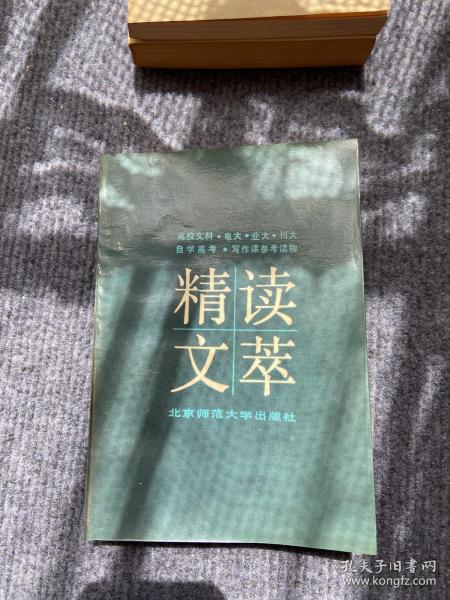 高校文科·电大·业大·刊大
自学高考·写作课参考读物
精读
文萃
北京师范大学出版社
孔夫子旧书网
www.kongfz.com